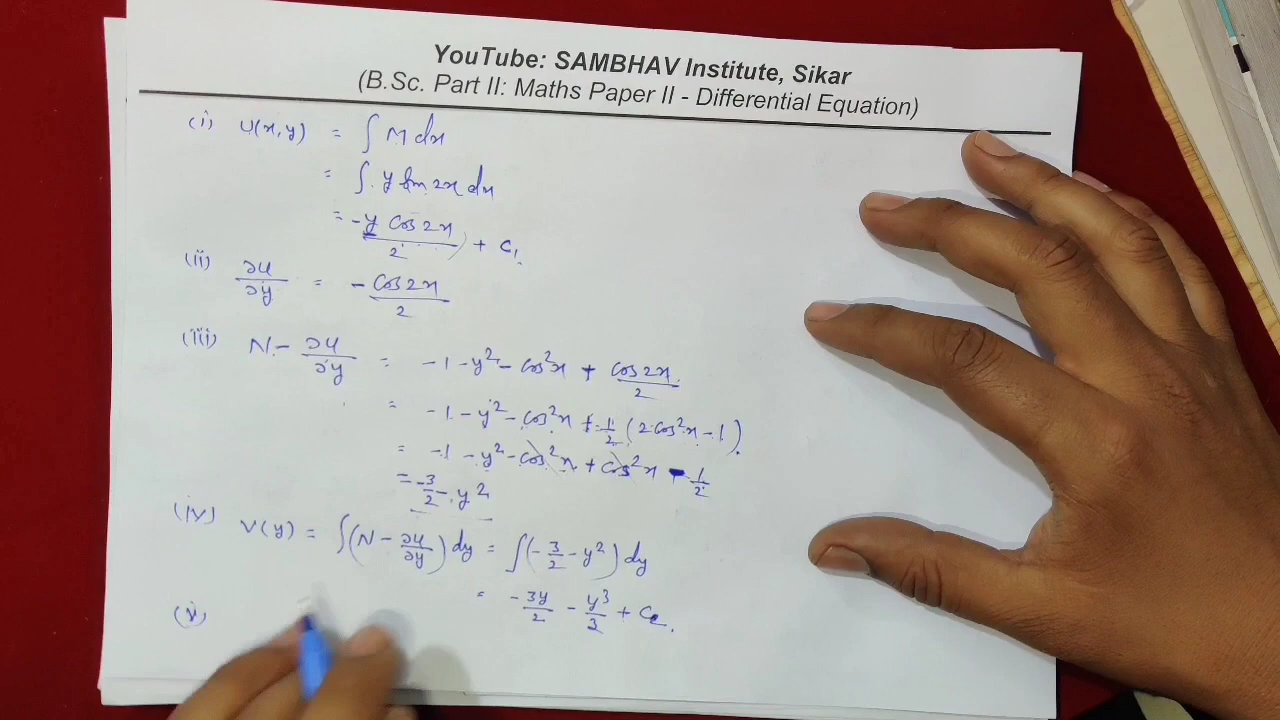 YouTube: SAMBHAV Institute, Sikar
(B.Sc. Part II: Maths Paper II - Differential Equation)
(i) U(x,y) = ∫ M dx
= ∫ y sin 2x dx
= -y cos 2x / 2 + c₁
(ii) ∂u/∂y = - cos 2x / 2
(iii) N - ∂u/∂y = -1 - y² - cos²x + cos 2x / 2
= -1 - y² - cos²x + 1/2 (2cos²x - 1)
= -1 - y² - cos²x + cos²x - 1/2
= -3/2 - y²
(iv) V(y) = ∫(N - ∂u/∂y) dy = ∫(-3/2 - y²) dy
= -3y/2 - y³/3 + c₂
(v)